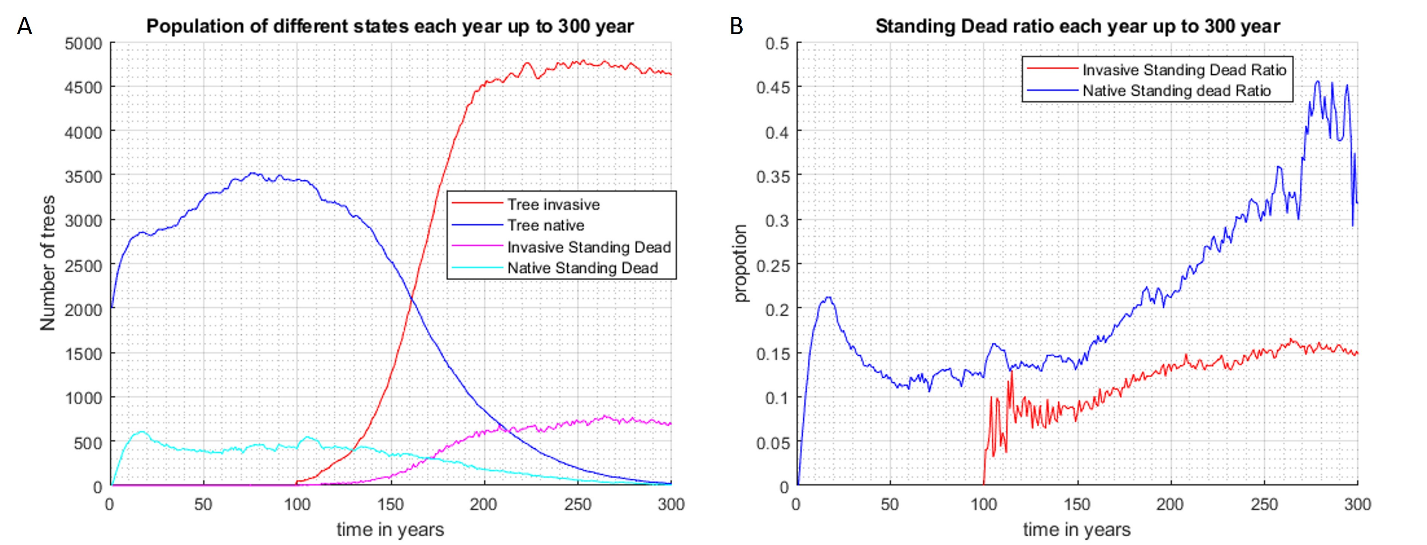 A
Population of different states each year up to 300 year
5000
4500
4000
3500
3000
2500
2000
1500
1000
500
0
Number of trees
0 50 100 150 200 250 300
time in years
Tree invasive
Tree native
Invasive Standing Dead
Native Standing Dead
B
Standing Dead ratio each year up to 300 year
0.5
0.45
0.4
0.35
0.3
0.25
0.2
0.15
0.1
0.05
0
propotion
0 50 100 150 200 250 300
time in years
Invasive Standing Dead Ratio
Native Standing dead Ratio